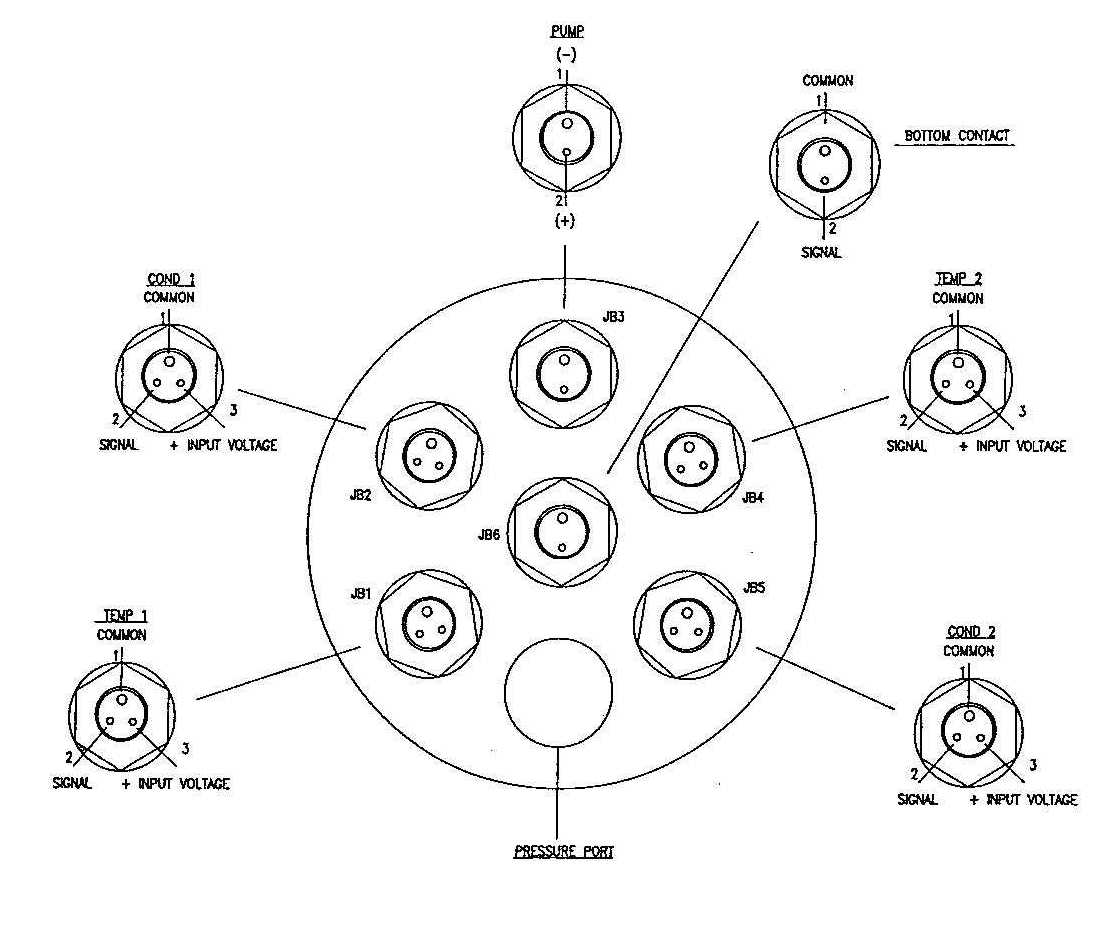 PUMP
(-)
1
2
(+)
COMMON
1
BOTTOM CONTACT
2
SIGNAL
COND 1
COMMON
1
2
3
SIGNAL + INPUT VOLTAGE
TEMP 2
COMMON
1
2
3
SIGNAL + INPUT VOLTAGE
JB3
JB2
JB4
JB6
JB1
JB5
TEMP 1
COMMON
1
2
3
SIGNAL + INPUT VOLTAGE
COND 2
COMMON
1
2
3
SIGNAL + INPUT VOLTAGE
PRESSURE PORT